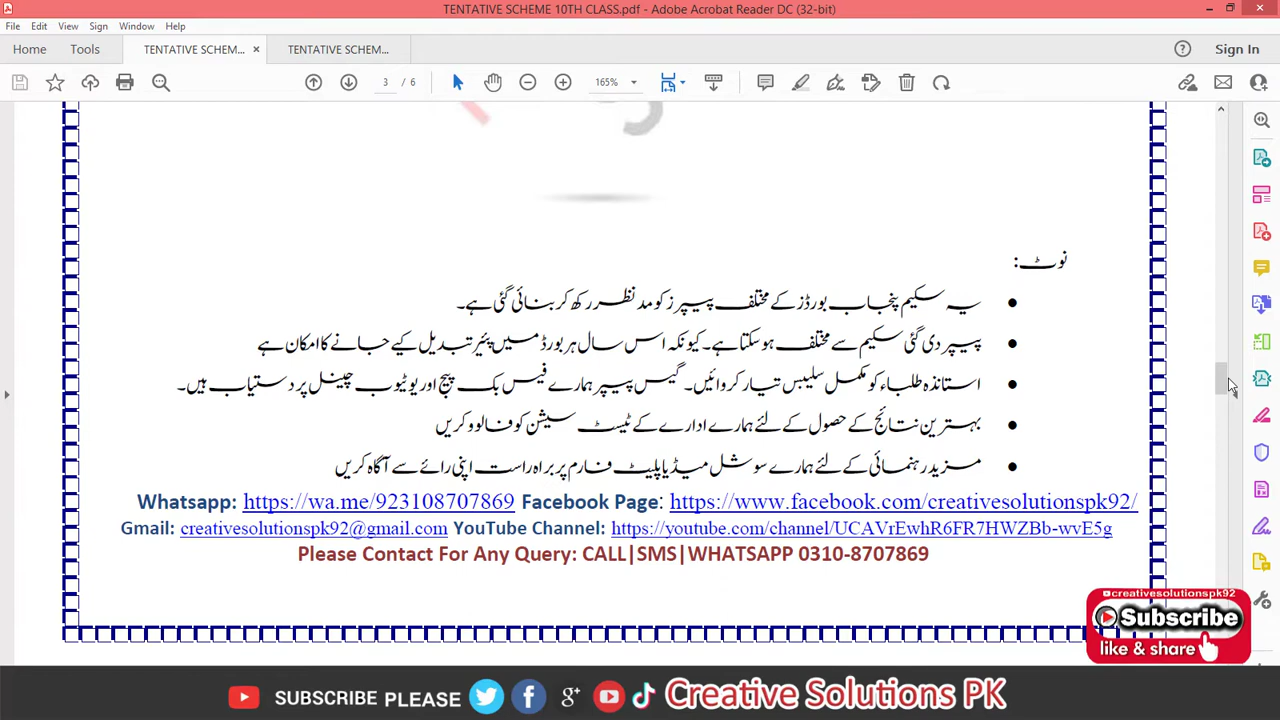 TENTATIVE SCHEME 10TH CLASS.pdf - Adobe Acrobat Reader DC (32-bit)
File Edit View Sign Window Help
Home Tools TENTATIVE SCHEM... × TENTATIVE SCHEM... Sign In
3 / 6 165%
نوٹ:
• یہ سکیم پنجاب بورڈز کے مختلف پیپرز کو مد نظر رکھ کر بنائی گئی ہے۔
• پیپر دی گئی سکیم سے مختلف ہو سکتا ہے۔ کیونکہ اس سال ہر بورڈ میں پئیر تبدیل کیے جانے کا امکان ہے
• اساتذہ طلباء کو مکمل سلیبس تیار کروائیں۔ گیس پیپر ہمارے فیس بک پیج اور یوٹیوب چینل پر دستیاب ہیں۔
• بہترین نتائج کے حصول کے لئے ہمارے ادارے کے ٹیسٹ سیشن کو فالو و کریں
• مزید رہنمائی کے لئے ہمارے سوشل میڈیا پلیٹ فارم پر براہ راست اپنی رائے سے آگاہ کریں
Whatsapp: https://wa.me/923108707869 Facebook Page: https://www.facebook.com/creativesolutionspk92/
Gmail: creativesolutionspk92@gmail.com YouTube Channel: https://youtube.com/channel/UCAVrEwhR6FR7HWZBb-wvE5g
Please Contact For Any Query: CALL|SMS|WHATSAPP 0310-8707869
@creativesolutionspk92
Subscribe
like & share
SUBSCRIBE PLEASE Creative Solutions PK